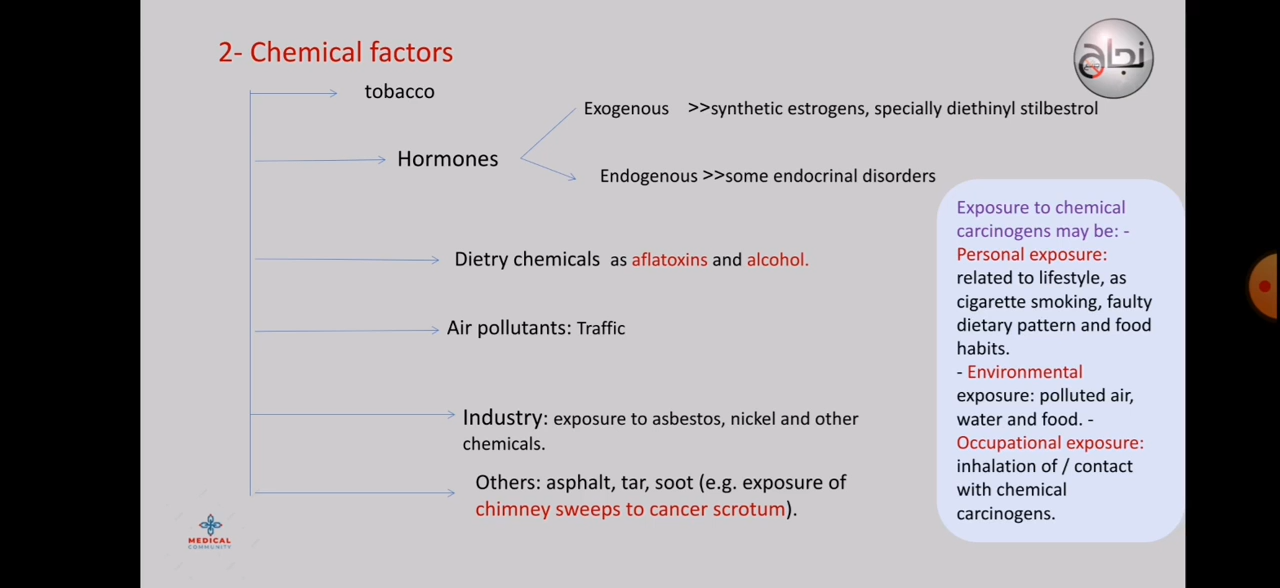 2- Chemical factors
نجاح
tobacco
Exogenous >>synthetic estrogens, specially diethinyl stilbestrol
Hormones
Endogenous >>some endocrinal disorders
Dietry chemicals as aflatoxins and alcohol.
Air pollutants: Traffic
Industry: exposure to asbestos, nickel and other
chemicals.
Others: asphalt, tar, soot (e.g. exposure of
chimney sweeps to cancer scrotum).
Exposure to chemical
carcinogens may be: -
Personal exposure:
related to lifestyle, as
cigarette smoking, faulty
dietary pattern and food
habits.
- Environmental
exposure: polluted air,
water and food. -
Occupational exposure:
inhalation of / contact
with chemical
carcinogens.
MEDICAL
COMMUNITY